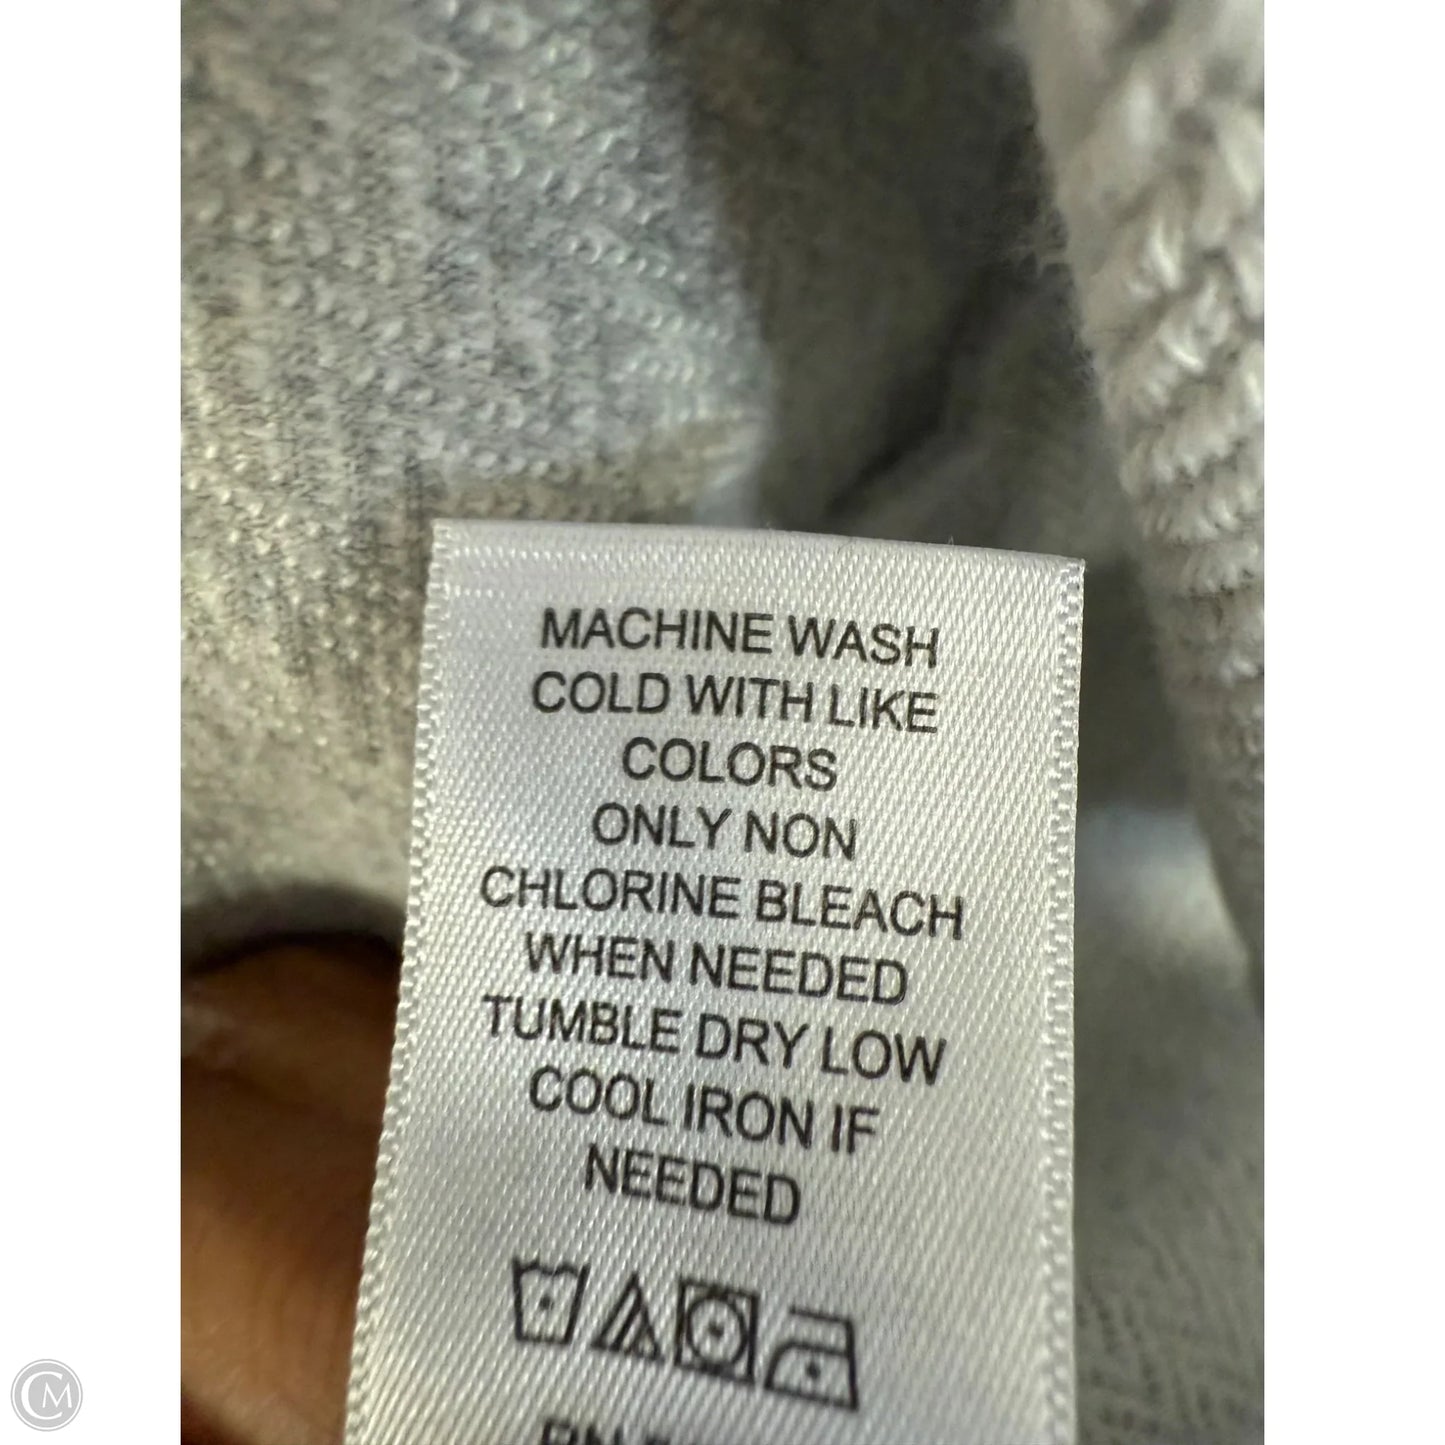 MACHINE WASH
COLD WITH LIKE
COLORS
ONLY NON
CHLORINE BLEACH
WHEN NEEDED
TUMBLE DRY LOW
COOL IRON IF
NEEDED
CM